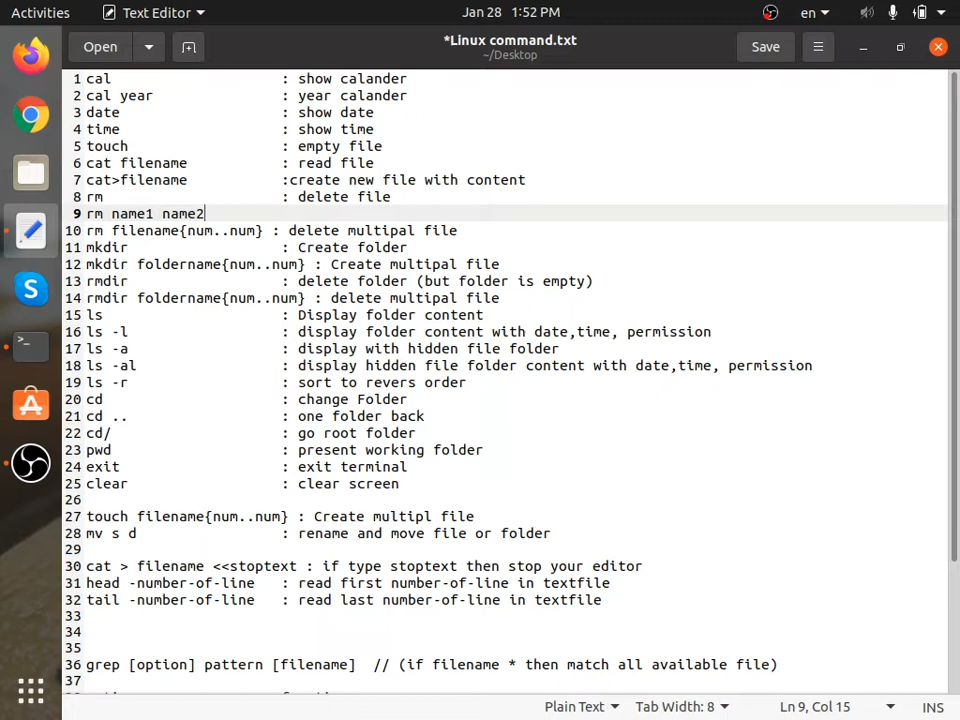 Activities Text Editor Jan 28 1:52 PM en
Open *Linux command.txt Save
~/Desktop
1 cal : show calander
2 cal year : year calander
3 date : show date
4 time : show time
5 touch : empty file
6 cat filename : read file
7 cat>filename :create new file with content
8 rm : delete file
9 rm name1 name2
10 rm filename{num..num} : delete multipal file
11 mkdir : Create folder
12 mkdir foldername{num..num} : Create multipal file
13 rmdir : delete folder (but folder is empty)
14 rmdir foldername{num..num} : delete multipal file
15 ls : Display folder content
16 ls -l : display folder content with date,time, permission
17 ls -a : display with hidden file folder
18 ls -al : display hidden file folder content with date,time, permission
19 ls -r : sort to revers order
20 cd : change Folder
21 cd .. : one folder back
22 cd/ : go root folder
23 pwd : present working folder
24 exit : exit terminal
25 clear : clear screen
26
27 touch filename{num..num} : Create multipl file
28 mv s d : rename and move file or folder
29
30 cat > filename <<stoptext : if type stoptext then stop your editor
31 head -number-of-line : read first number-of-line in textfile
32 tail -number-of-line : read last number-of-line in textfile
33
34
35
36 grep [option] pattern [filename] // (if filename * then match all available file)
37
Plain Text Tab Width: 8 Ln 9, Col 15 INS